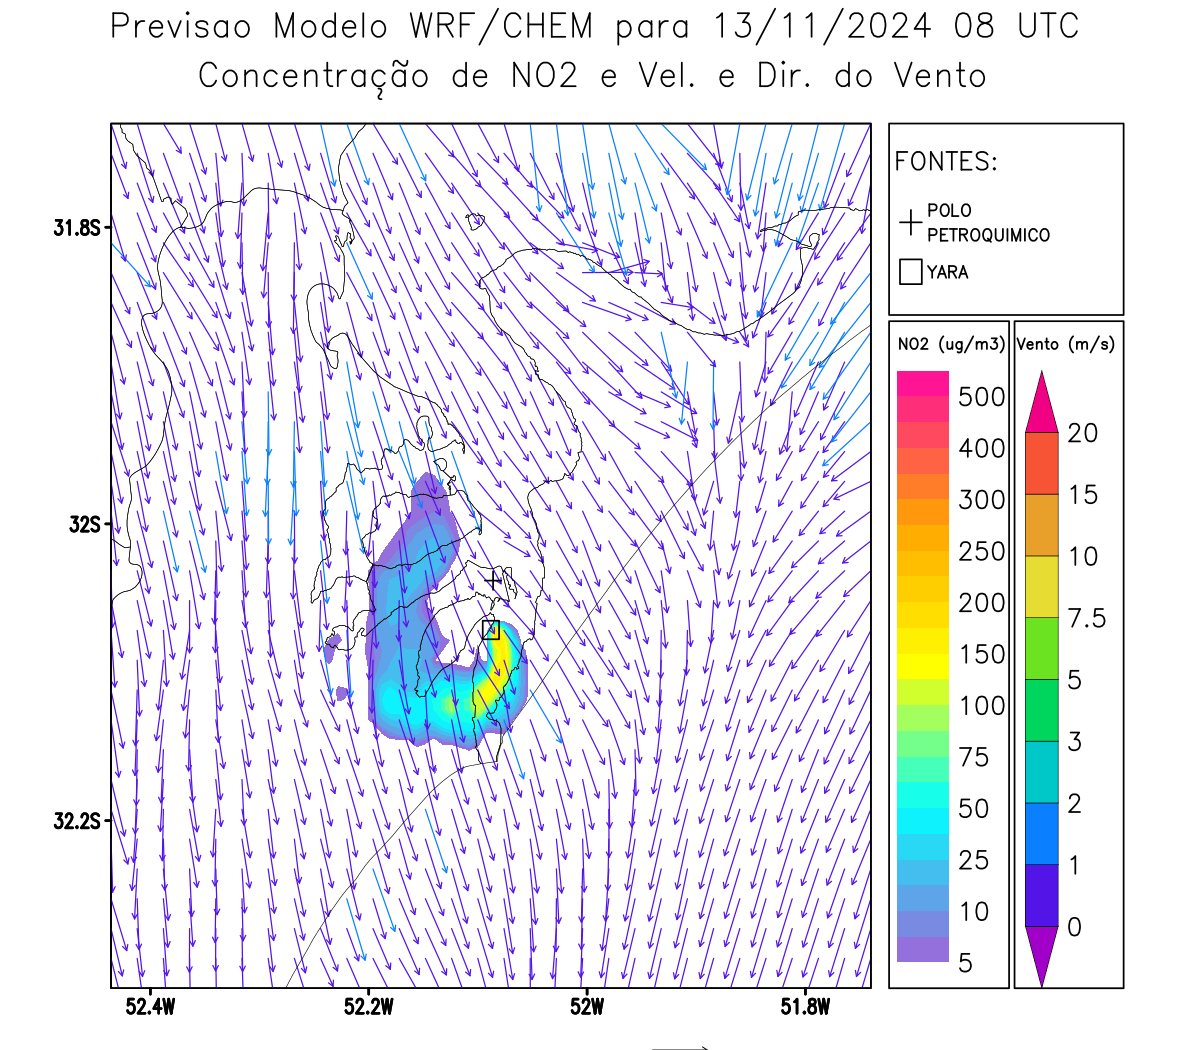 Previsao Modelo WRF/CHEM para 13/11/2024 08 UTC
Concentração de NO2 e Vel. e Dir. do Vento
FONTES:
POLO
PETROQUIMICO
YARA
NO2 (ug/m3)
500
400
300
250
200
150
100
75
50
25
10
5
Vento (m/s)
20
15
10
7.5
5
3
2
1
0
31.8S
32S
32.2S
52.4W
52.2W
52W
51.8W